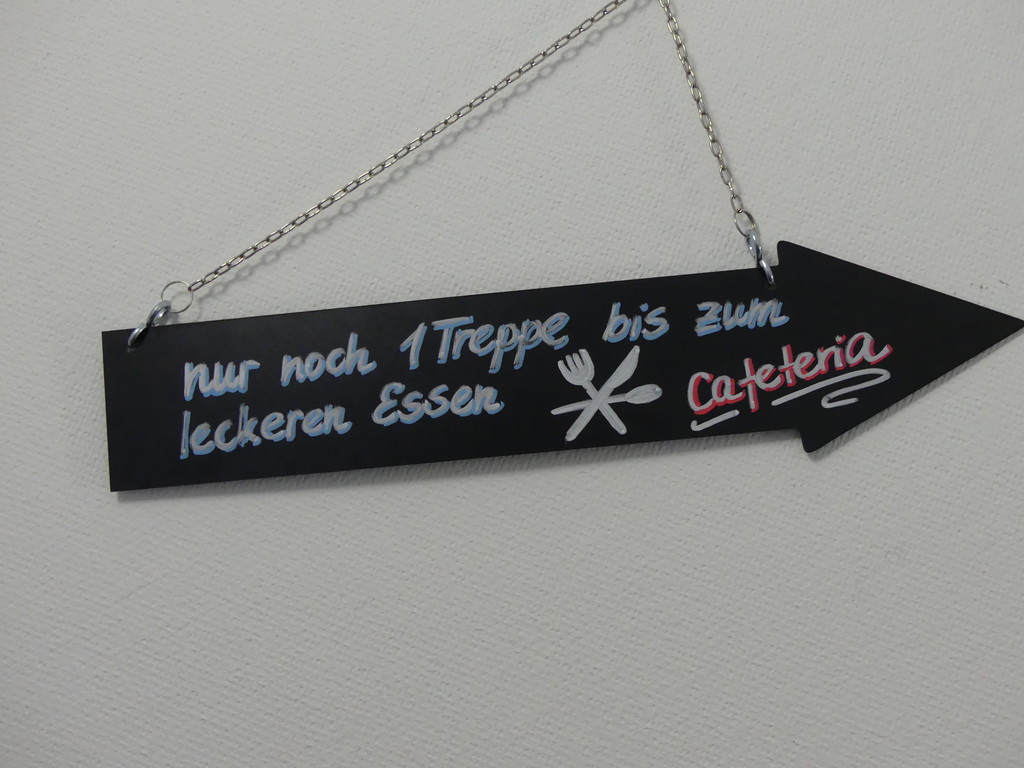 nur noch 1 Treppe bis zum
leckeren Essen
Cafeteria